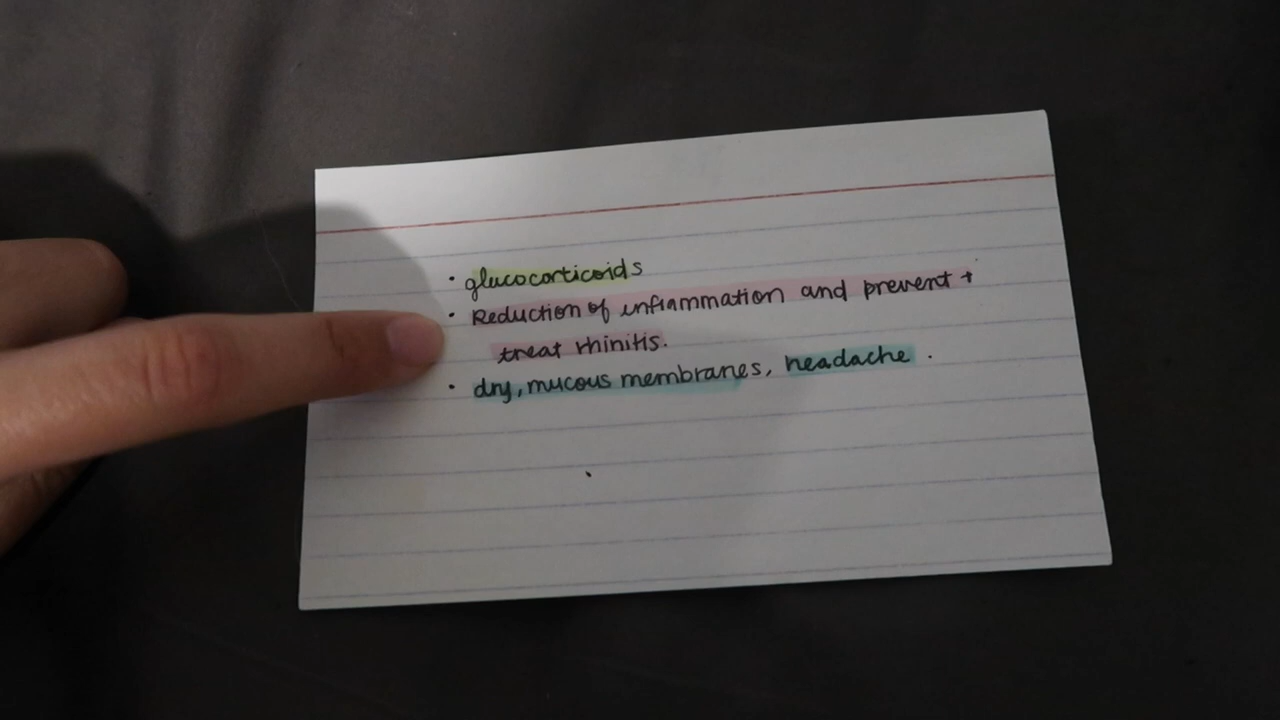 · glucocorticoids
· Reduction of inflammation and prevent +
treat rhinitis.
· dry, mucous membranes, headache .